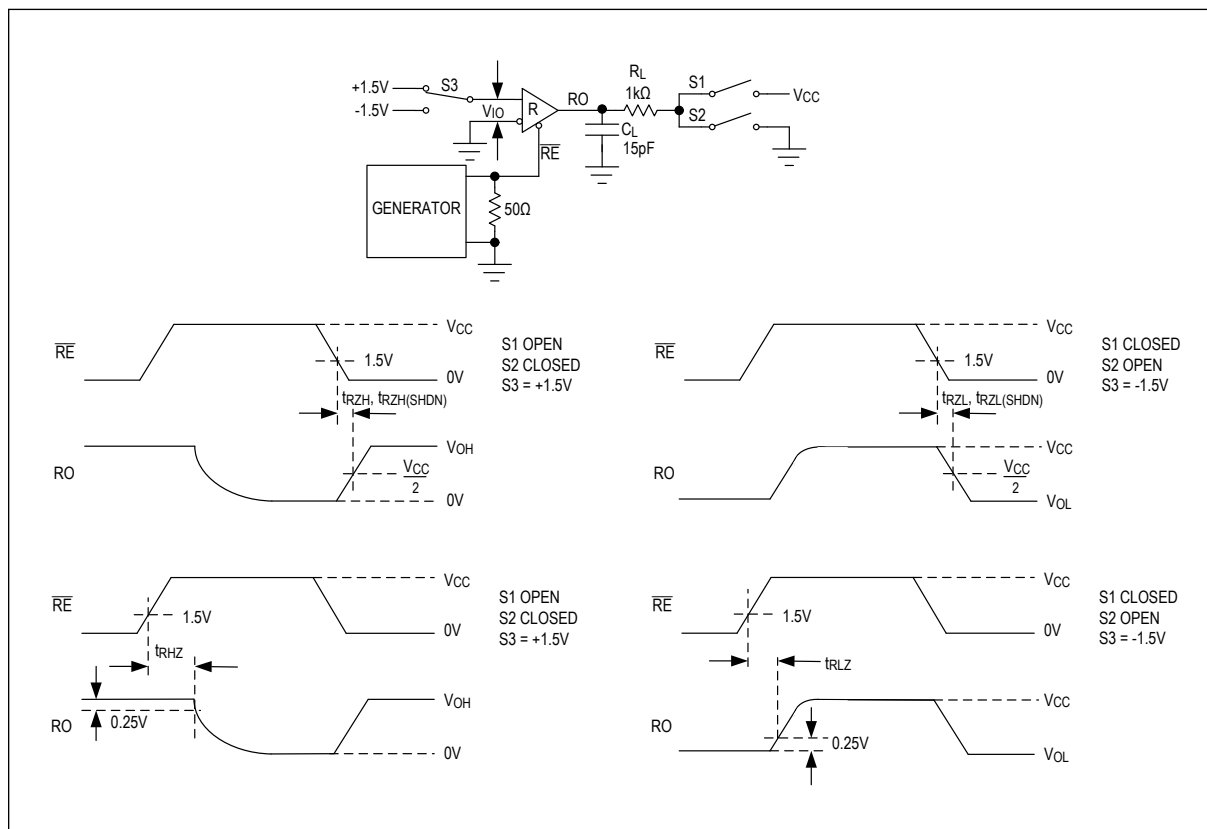 +1.5V
-1.5V
S3
VIO
R
RE
RO
RL
1kΩ
CL
15pF
S1
VCC
S2
GENERATOR
50Ω
RE
VCC
1.5V
0V
S1 OPEN
S2 CLOSED
S3 = +1.5V
tRZH, tRZH(SHDN)
RO
VOH
VCC
2
0V
RE
VCC
1.5V
0V
S1 CLOSED
S2 OPEN
S3 = -1.5V
tRZL, tRZL(SHDN)
RO
VCC
VCC
2
VOL
RE
VCC
1.5V
0V
S1 OPEN
S2 CLOSED
S3 = +1.5V
tRHZ
RO
0.25V
VOH
0V
RE
VCC
1.5V
0V
S1 CLOSED
S2 OPEN
S3 = -1.5V
tRLZ
RO
VCC
0.25V
VOL